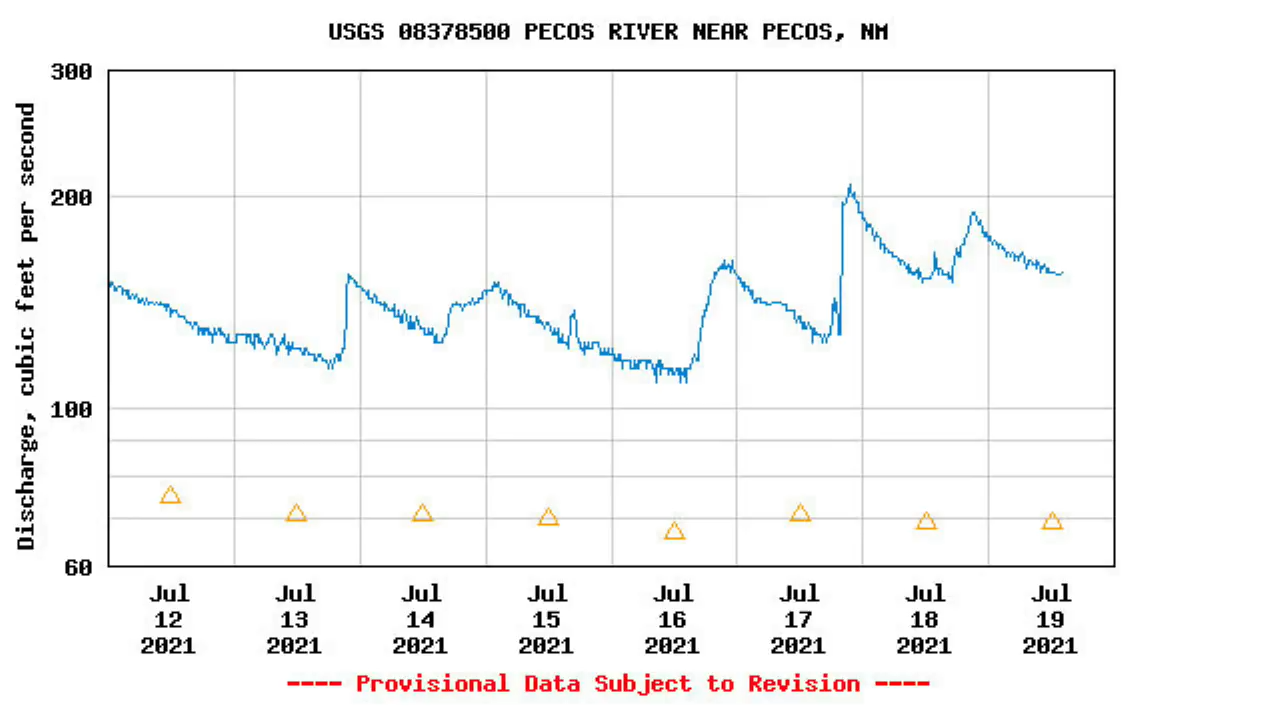 USGS 08378500 PECOS RIVER NEAR PECOS, NM
Discharge, cubic feet per second
300
200
100
60
Jul Jul Jul Jul Jul Jul Jul Jul
12 13 14 15 16 17 18 19
2021 2021 2021 2021 2021 2021 2021 2021
---- Provisional Data Subject to Revision ----